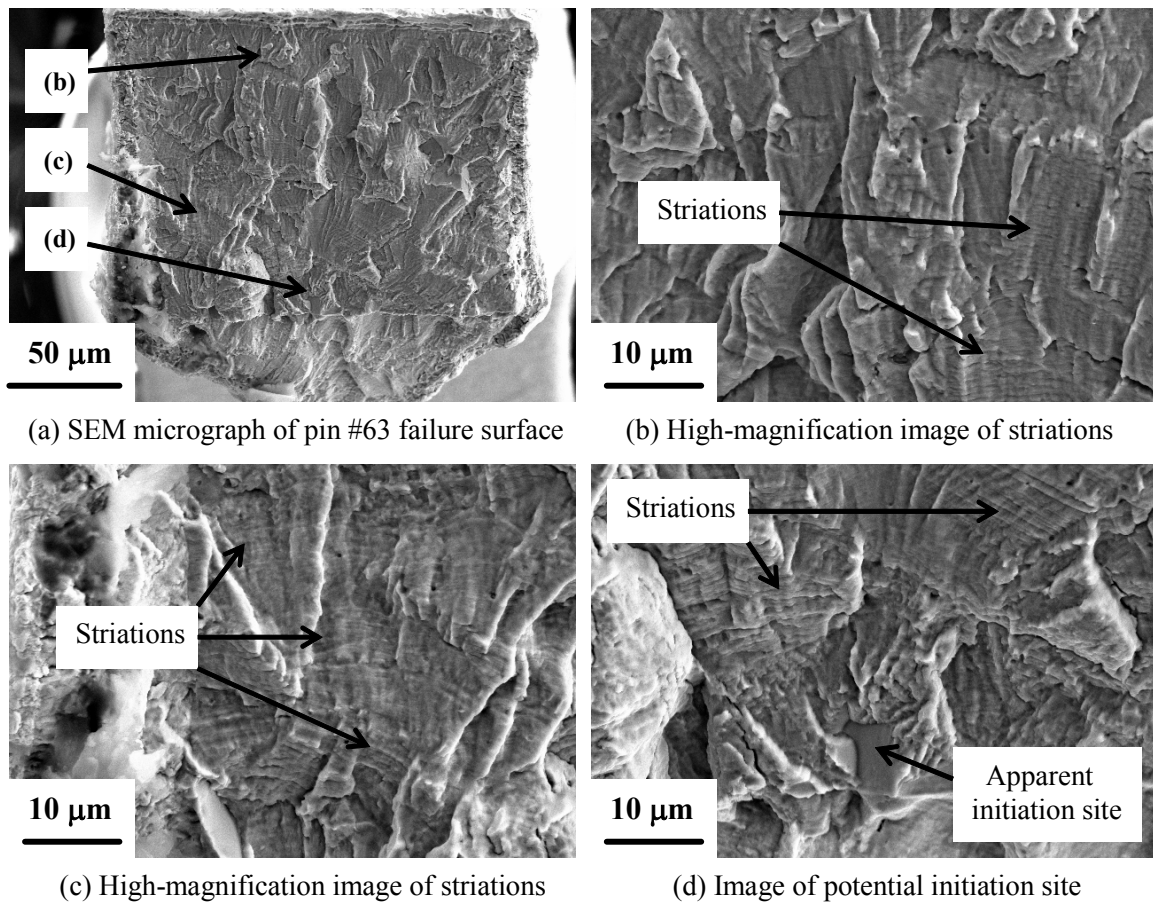 (b)
(c)
(d)
50 μm
(a) SEM micrograph of pin #63 failure surface
Striations
10 μm
(b) High-magnification image of striations
Striations
10 μm
(c) High-magnification image of striations
Striations
Apparent
initiation site
10 μm
(d) Image of potential initiation site